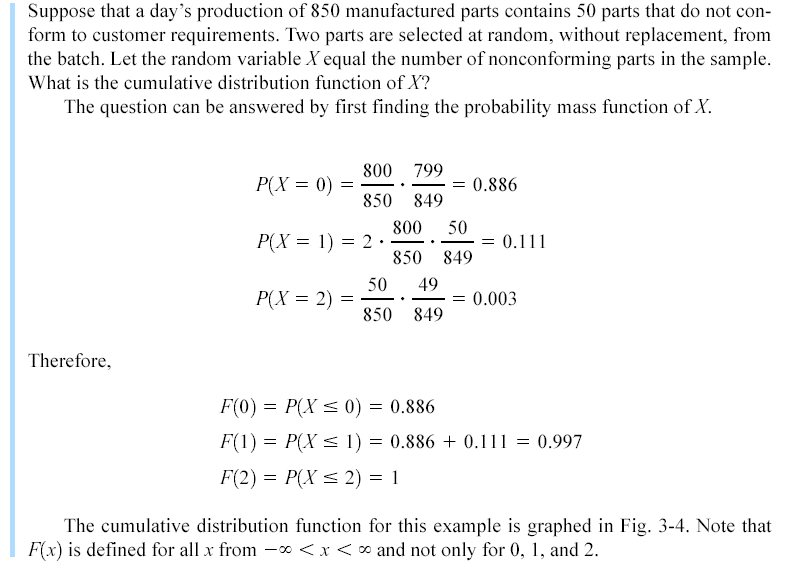 Suppose that a day's production of 850 manufactured parts contains 50 parts that do not con-
form to customer requirements. Two parts are selected at random, without replacement, from
the batch. Let the random variable X equal the number of nonconforming parts in the sample.
What is the cumulative distribution function of X?
The question can be answered by first finding the probability mass function of X.
P(X = 0) = 800/850 · 799/849 = 0.886
P(X = 1) = 2 · 800/850 · 50/849 = 0.111
P(X = 2) = 50/850 · 49/849 = 0.003
Therefore,
F(0) = P(X ≤ 0) = 0.886
F(1) = P(X ≤ 1) = 0.886 + 0.111 = 0.997
F(2) = P(X ≤ 2) = 1
The cumulative distribution function for this example is graphed in Fig. 3-4. Note that
F(x) is defined for all x from −∞ < x < ∞ and not only for 0, 1, and 2.